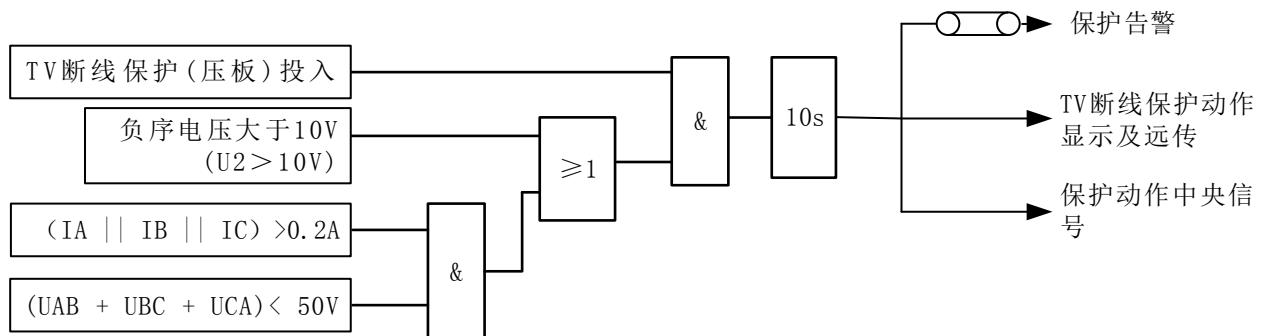 TV断线保护(压板)投入
负序电压大于10V
(U2＞10V)
(IA || IB || IC) >0.2A
(UAB + UBC + UCA)< 50V
&
≥1
&
10s
保护告警
TV断线保护动作
显示及远传
保护动作中央信
号